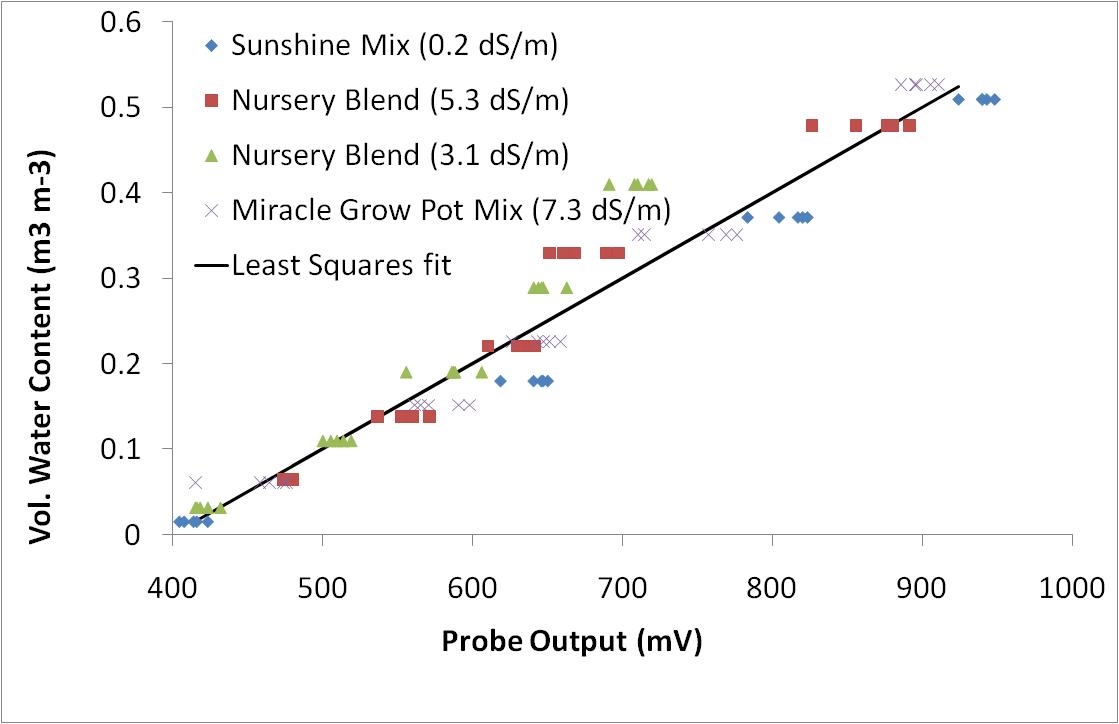 0.6
Sunshine Mix (0.2 dS/m)
0.5
Nursery Blend (5.3 dS/m)
Nursery Blend (3.1 dS/m)
0.4
Miracle Grow Pot Mix (7.3 dS/m)
0.3
Least Squares fit
0.2
0.1
0
Vol. Water Content (m3 m-3)
400 500 600 700 800 900 1000
Probe Output (mV)